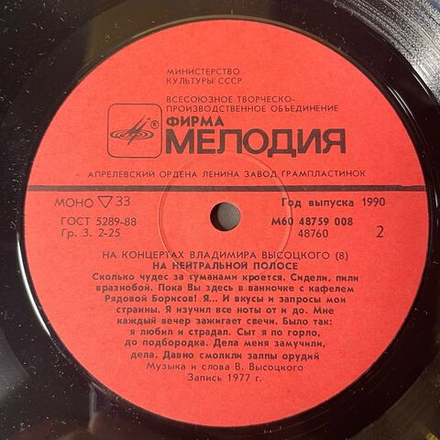 МИНИСТЕРСТВО
КУЛЬТУРЫ СССР
ВСЕСОЮЗНОЕ ТВОРЧЕСКО-
ПРОИЗВОДСТВЕННОЕ ОБЪЕДИНЕНИЕ
ФИРМА
® МЕЛОДИЯ
АПРЕЛЕВСКИЙ ОРДЕНА ЛЕНИНА ЗАВОД ГРАМПЛАСТИНОК
МОНО ▽ 33 Год выпуска 1990
ГОСТ 5289-88 М60 48759 008
Гр. 3. 2-25 48760 2
НА КОНЦЕРТАХ ВЛАДИМИРА ВЫСОЦКОГО (8)
НА НЕЙТРАЛЬНОЙ ПОЛОСЕ
Сколько чудес за туманами кроется. Сидели, пили
вразнобой. Пока Вы здесь в ванночке с кафелем
Рядовой Борисов! Я... И вкусы и запросы мои
странны. Я изучил все ноты от и до. Мне
каждый вечер зажигает свечи. Было так:
я любил и страдал. Сыт я по горло,
до подбородка. Дела меня замучили,
дела. Давно смолкли залпы орудий
Музыка и слова В. Высоцкого
Запись 1977 г.